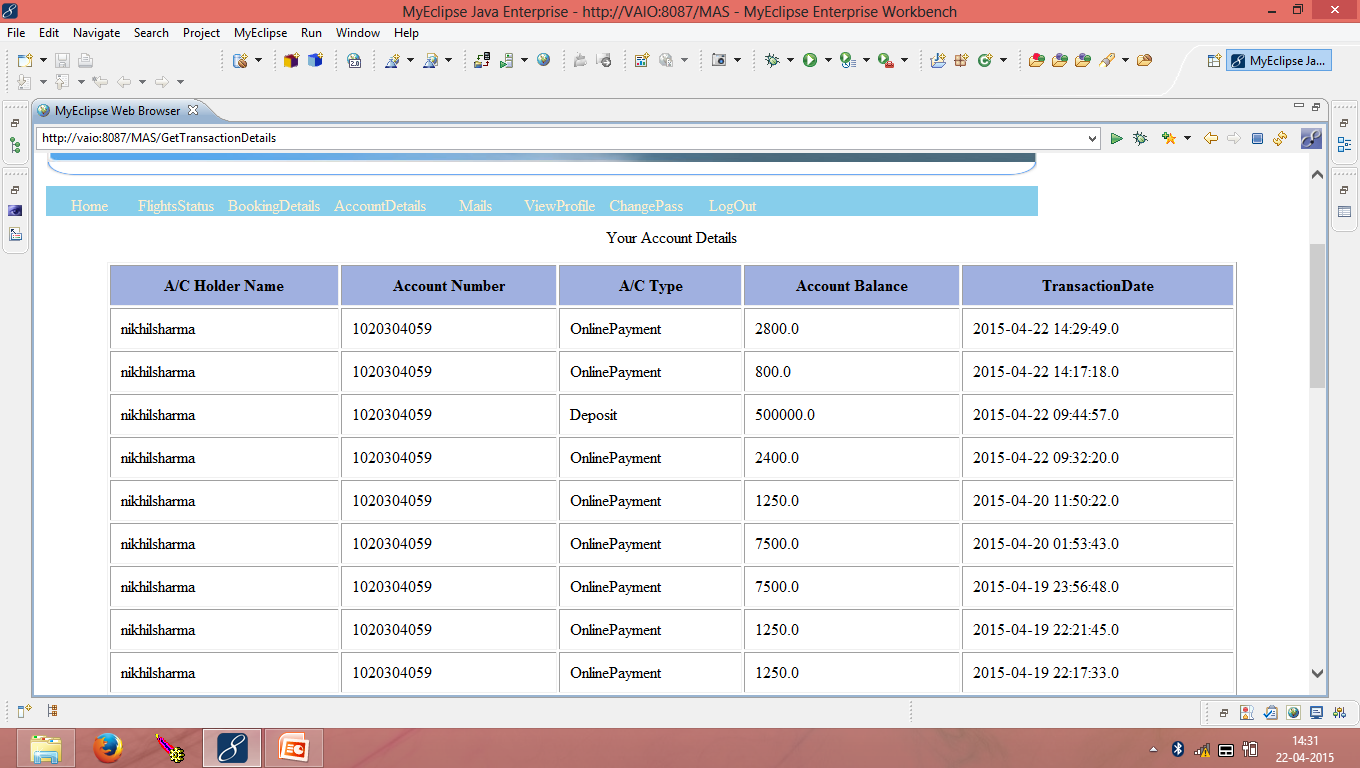 MyEclipse Java Enterprise - http://VAIO:8087/MAS - MyEclipse Enterprise Workbench
File Edit Navigate Search Project MyEclipse Run Window Help
2.0
MyEclipse Ja...
MyEclipse Web Browser
http://vaio:8087/MAS/GetTransactionDetails
Home FlightsStatus BookingDetails AccountDetails Mails ViewProfile ChangePass LogOut
Your Account Details
A/C Holder Name Account Number A/C Type Account Balance TransactionDate
nikhilsharma 1020304059 OnlinePayment 2800.0 2015-04-22 14:29:49.0
nikhilsharma 1020304059 OnlinePayment 800.0 2015-04-22 14:17:18.0
nikhilsharma 1020304059 Deposit 500000.0 2015-04-22 09:44:57.0
nikhilsharma 1020304059 OnlinePayment 2400.0 2015-04-22 09:32:20.0
nikhilsharma 1020304059 OnlinePayment 1250.0 2015-04-20 11:50:22.0
nikhilsharma 1020304059 OnlinePayment 7500.0 2015-04-20 01:53:43.0
nikhilsharma 1020304059 OnlinePayment 7500.0 2015-04-19 23:56:48.0
nikhilsharma 1020304059 OnlinePayment 1250.0 2015-04-19 22:21:45.0
nikhilsharma 1020304059 OnlinePayment 1250.0 2015-04-19 22:17:33.0
14:31
22-04-2015